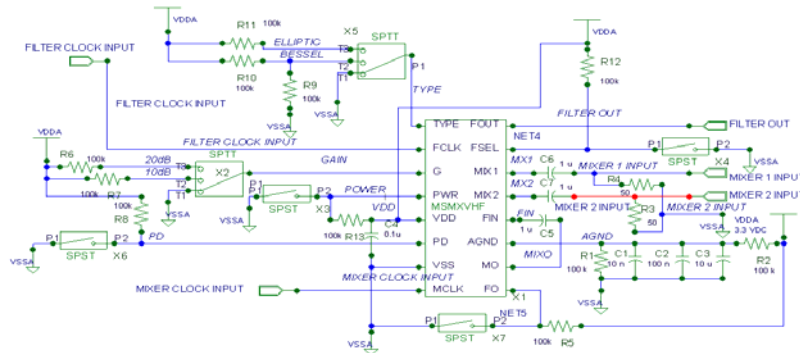 VDDA
R11
100k
ELLIPTIC
BESSEL
X5
SPTT
T3
T2
T1
P1
R10
100k
R9
100k
VSSA
VSSA
TYPE
VDDA
R12
100k
FILTER CLOCK INPUT
FILTER CLOCK INPUT
FILTER CLOCK INPUT
FILTER OUT
FILTER OUT
TYPE FOUT
NET4
FCLK FSEL
P1 P2
SPST
X4
VSSA
VDDA
R6
100k
20dB
10dB
R7
100k
SPTT
T3
T2
T1
X2
GAIN
G MIX1
MX1
C6
1 u
MIXER 1 INPUT
MIXER 1 INPUT
R4
50
VSSA
P1 P2
SPST
X3
POWER
PWR MIX2
MSMXVHF
MX2
C7
1 u
MIXER 2 INPUT
MIXER 2 INPUT
MIXER 2 INPUT
R3
50
VSSA
R8
100k
PD
VSSA
P1 P2
SPST
X6
VSSA
VDD
R13
100k
C4
0.1u
VDD FIN
FIN
1 u
C5
PD AGND
AGND
VDDA
3.3 VDC
R2
100 k
VSS MO
MIXO
R1
100 k
C1
10 n
C2
100 n
C3
10 u
VSSA
MIXER CLOCK INPUT
MIXER CLOCK INPUT
MCLK FO
X1
NET5
P1 P2
SPST
X7
R5
100k
VSSA